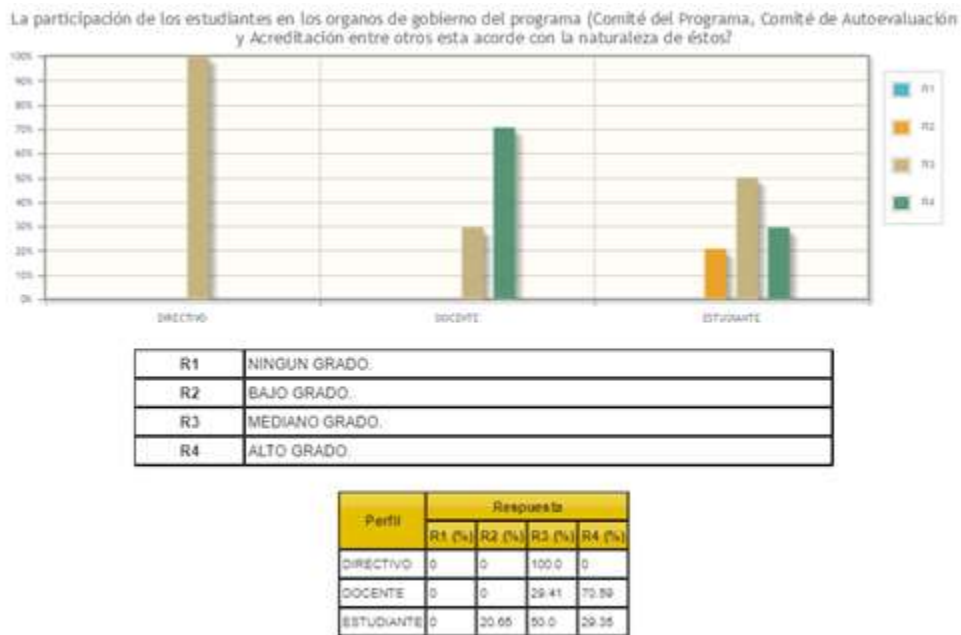 La participación de los estudiantes en los organos de gobierno del programa (Comité del Programa, Comité de Autoevaluación
y Acreditación entre otros esta acorde con la naturaleza de éstos?
100%
90%
80%
70%
60%
50%
40%
30%
20%
10%
0%
DIRECTIVO
DOCENTE
ESTUDIANTE
R1
R2
R3
R4
R1 NINGUN GRADO.
R2 BAJO GRADO.
R3 MEDIANO GRADO.
R4 ALTO GRADO.
Perfil Respuesta
R1 (%) R2 (%) R3 (%) R4 (%)
DIRECTIVO 0 0 100.0 0
DOCENTE 0 0 29.41 70.59
ESTUDIANTE 0 20.65 50.0 29.35